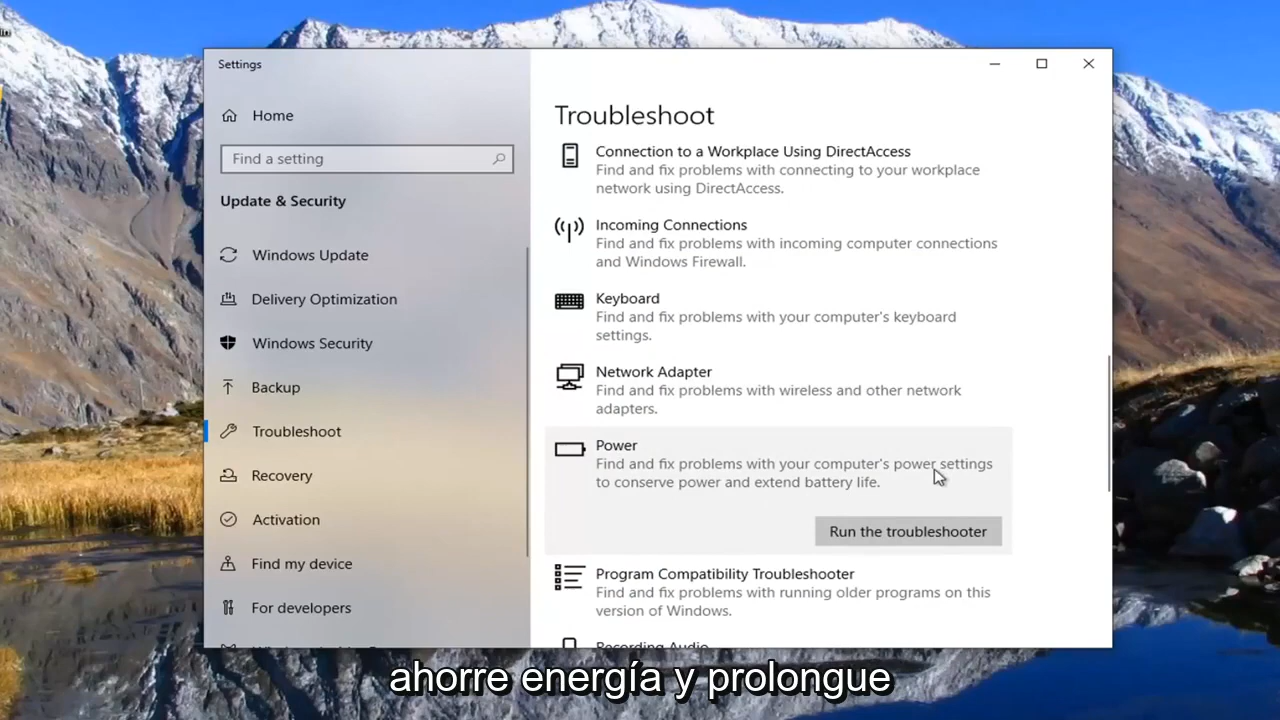 in
Settings
Home
Find a setting
Update & Security
Windows Update
Delivery Optimization
Windows Security
Backup
Troubleshoot
Recovery
Activation
Find my device
For developers
Troubleshoot
Connection to a Workplace Using DirectAccess
Find and fix problems with connecting to your workplace
network using DirectAccess.
Incoming Connections
Find and fix problems with incoming computer connections
and Windows Firewall.
Keyboard
Find and fix problems with your computer's keyboard
settings.
Network Adapter
Find and fix problems with wireless and other network
adapters.
Power
Find and fix problems with your computer's power settings
to conserve power and extend battery life.
Run the troubleshooter
Program Compatibility Troubleshooter
Find and fix problems with running older programs on this
version of Windows.
Recording Audio
ahorre energía y prolongue